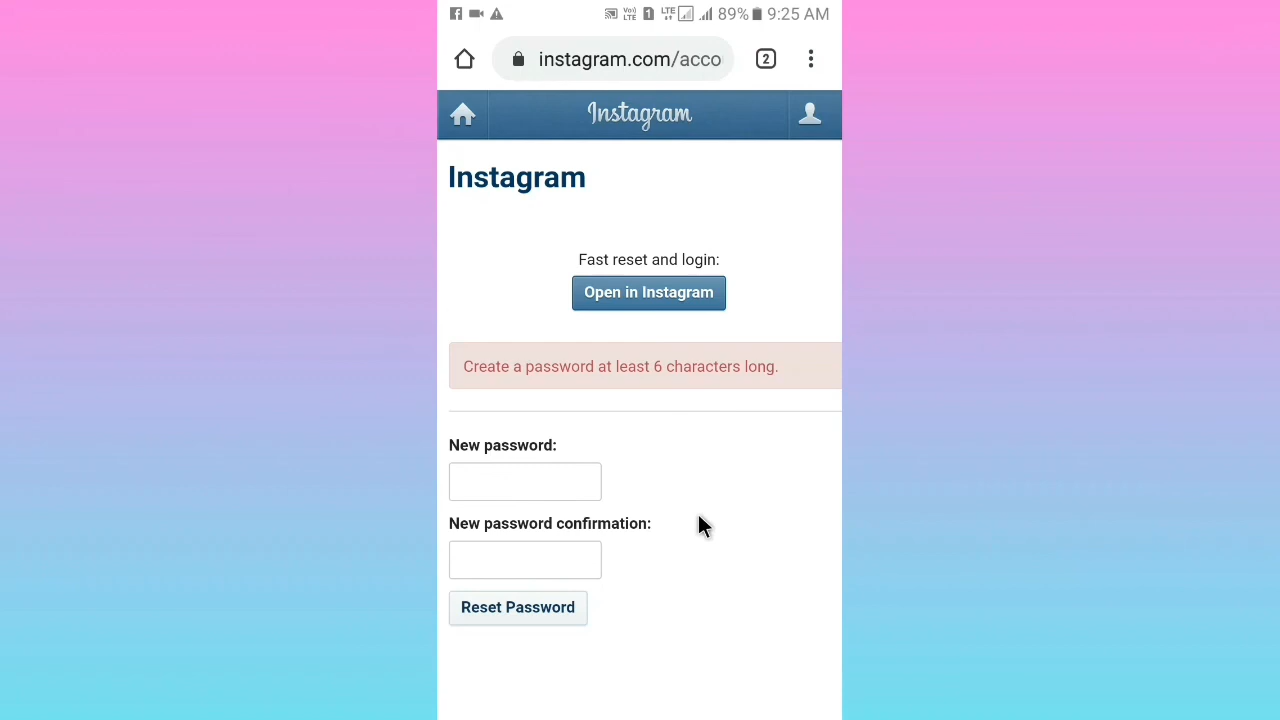 89% 9:25 AM
instagram.com/acco
2
Instagram
Instagram
Fast reset and login:
Open in Instagram
Create a password at least 6 characters long.
New password:
New password confirmation:
Reset Password